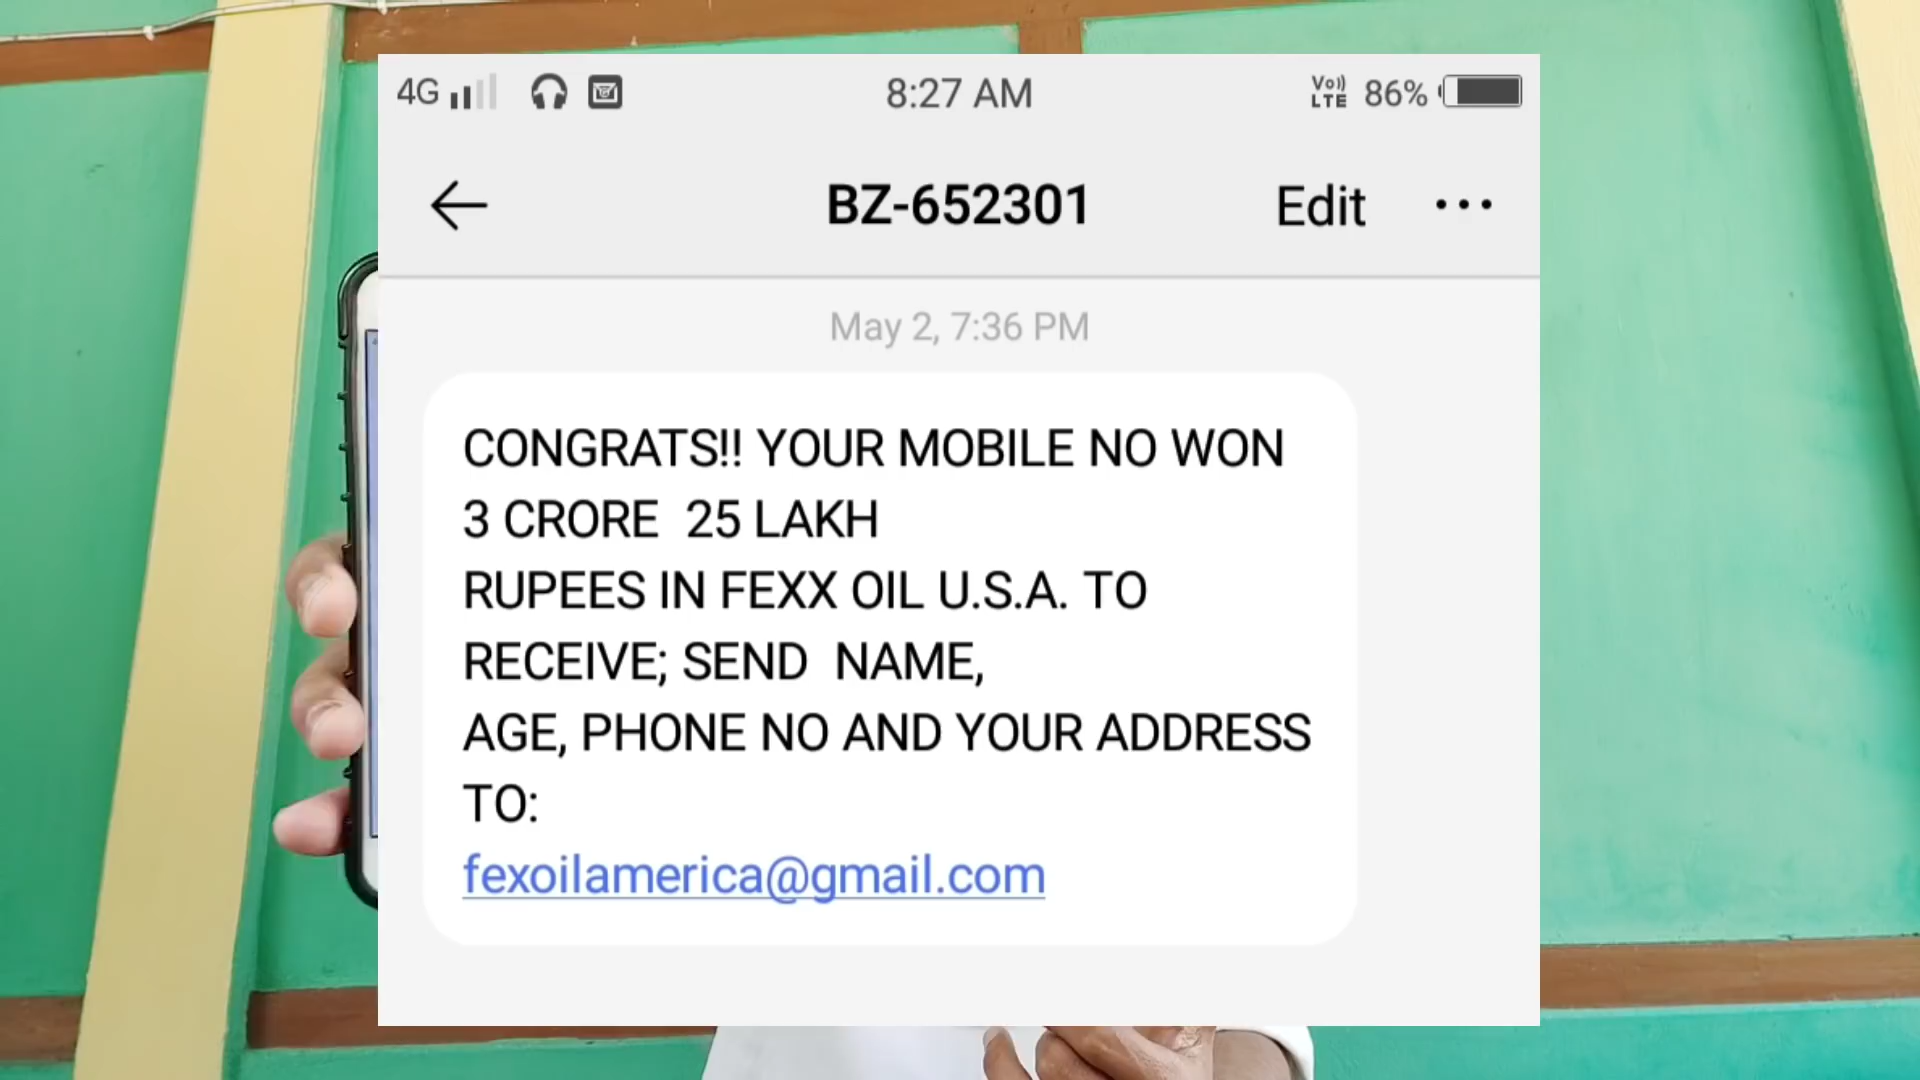 4G 8:27 AM Vo)) LTE 86%
BZ-652301 Edit
May 2, 7:36 PM
CONGRATS!! YOUR MOBILE NO WON
3 CRORE 25 LAKH
RUPEES IN FEXX OIL U.S.A. TO
RECEIVE; SEND NAME,
AGE, PHONE NO AND YOUR ADDRESS
TO:
fexoilamerica@gmail.com